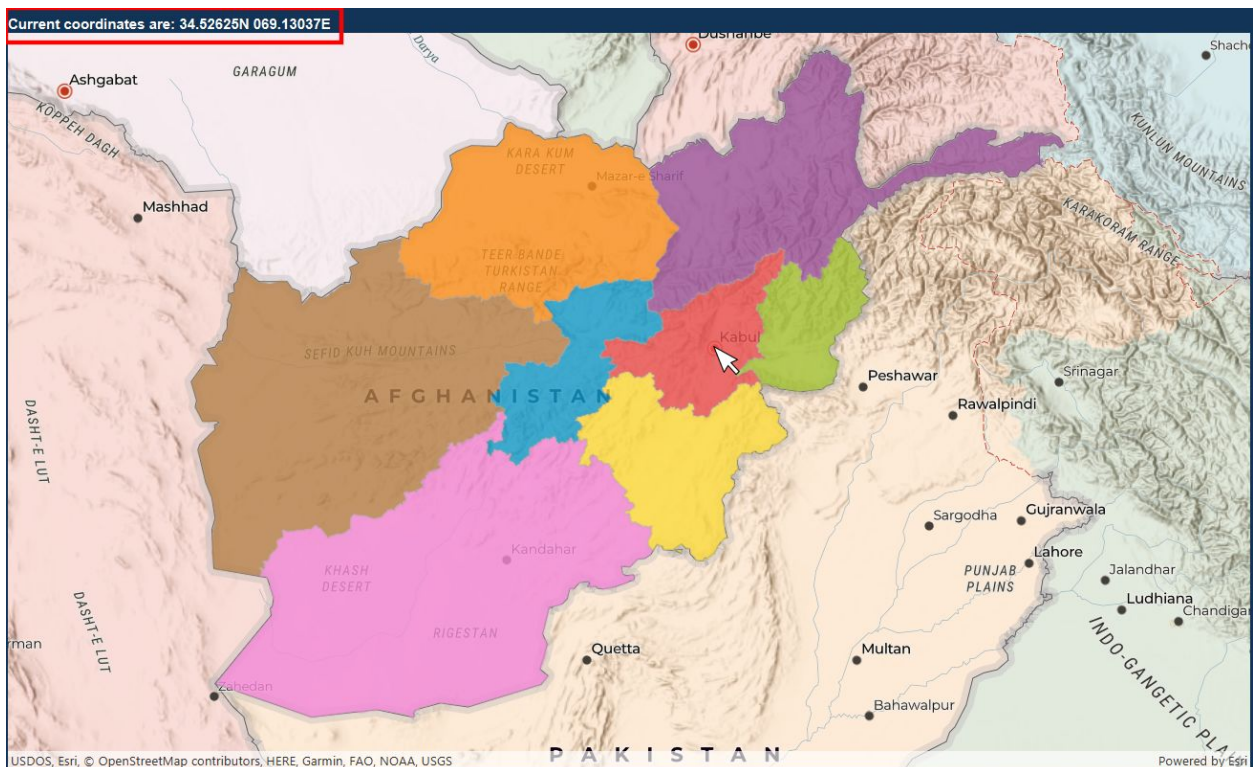 Current coordinates are: 34.52625N 069.13037E
Dushanbe
Darya
GARAGUM
Ashgabat
KOPPEH DAGH
KUNLUN MOUNTAINS
KARA KUM
DESERT
Mazar-e Sharif
Mashhad
KARAKORAM RANGE
TEER BANDE
TURKISTAN
RANGE
SEFID KUH MOUNTAINS
Kabul
AFGHANISTAN
Peshawar
Srinagar
Rawalpindi
DASHT-E LUT
Sargodha
Gujranwala
Kandahar
Lahore
KHASH
DESERT
PUNJAB
PLAINS
Jalandhar
Ludhiana
Chandigar
DASHT-E LUT
RIGESTAN
rman
Quetta
Multan
INDO-GANGETIC
Zahedan
Bahawalpur
PAKISTAN
USDOS, Esri, © OpenStreetMap contributors, HERE, Garmin, FAO, NOAA, USGS
Powered by Esri